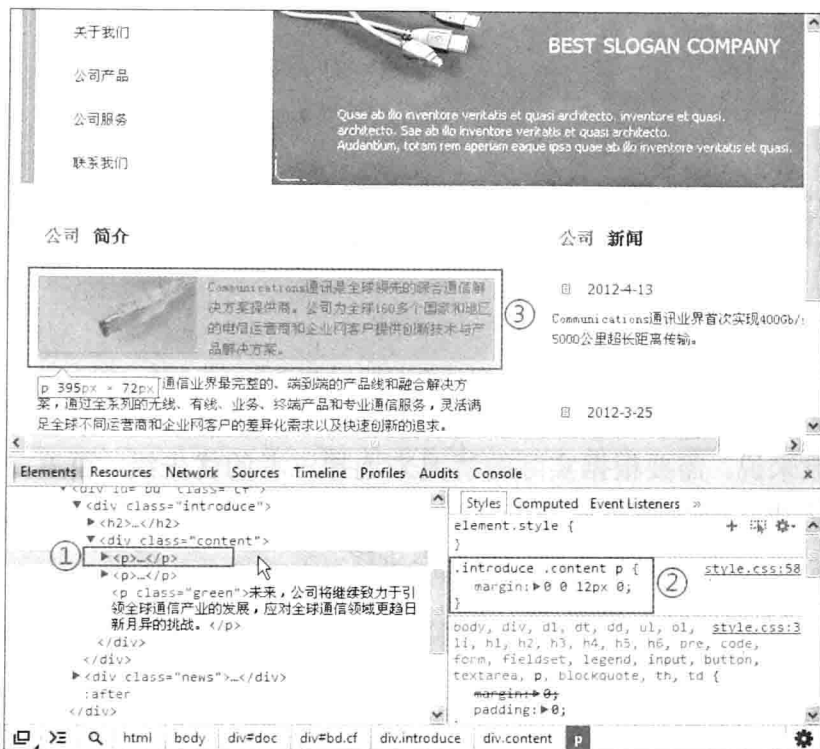 关于我们
公司产品
公司服务
联系我们
BEST SLOGAN COMPANY
Quae ab illo inventore veritatis et quasi architecto. inventore et quasi.
architecto. Sae ab illo inventore veritatis et quasi architecto.
Audantium, totam rem aperiam eaque ipsa quae ab illo inventore veritatis et quasi.
公司 简介
Communications通讯是全球领先的综合通信解
决方案提供商。公司为全球160多个国家和地区
的电信运营商和企业网客户提供创新技术与产
品解决方案。
③
p 395px × 72px
通信业界最完整的、端到端的产品线和融合解决方
案，通过全系列的无线、有线、业务、终端产品和专业通信服务，灵活满
足全球不同运营商和企业网客户的差异化需求以及快速创新的追求。
公司 新闻
2012-4-13
Communications通讯业界首次实现400Gb/
5000公里超长距离传输。
2012-3-25
Elements Resources Network Sources Timeline Profiles Audits Console ×
▼<div id="bd" class="cf">
▼<div class="introduce">
▶<h2>…</h2>
▼<div class="content">
① ▶<p>…</p>
▶<p>…</p>
<p class="green">未来，公司将继续致力于引
领全球通信产业的发展，应对全球通信领域更趋日
新月异的挑战。</p>
</div>
</div>
▶<div class="news">…</div>
:after
</div>
Styles Computed Event Listeners »
element.style {
}
.introduce .content p { style.css:58
margin:▶0 0 12px 0;
}
②
body, div, dl, dt, dd, ul, ol, style.css:3
li, h1, h2, h3, h4, h5, h6, pre, code,
form, fieldset, legend, input, button,
textarea, p, blockquote, th, td {
margin:▶0;
padding:▶0;
html body div#doc div#bd.cf div.introduce div.content p